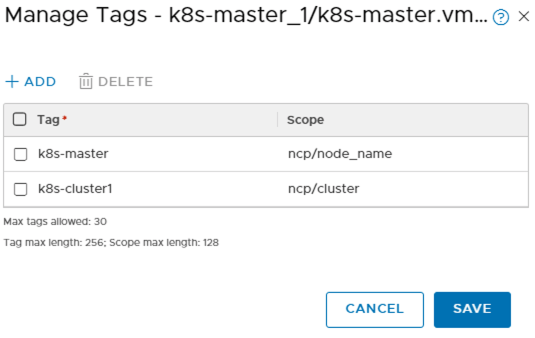 Manage Tags - k8s-master_1/k8s-master.vm...
+ ADD DELETE
Tag * Scope
k8s-master ncp/node_name
k8s-cluster1 ncp/cluster
Max tags allowed: 30
Tag max length: 256; Scope max length: 128
CANCEL SAVE